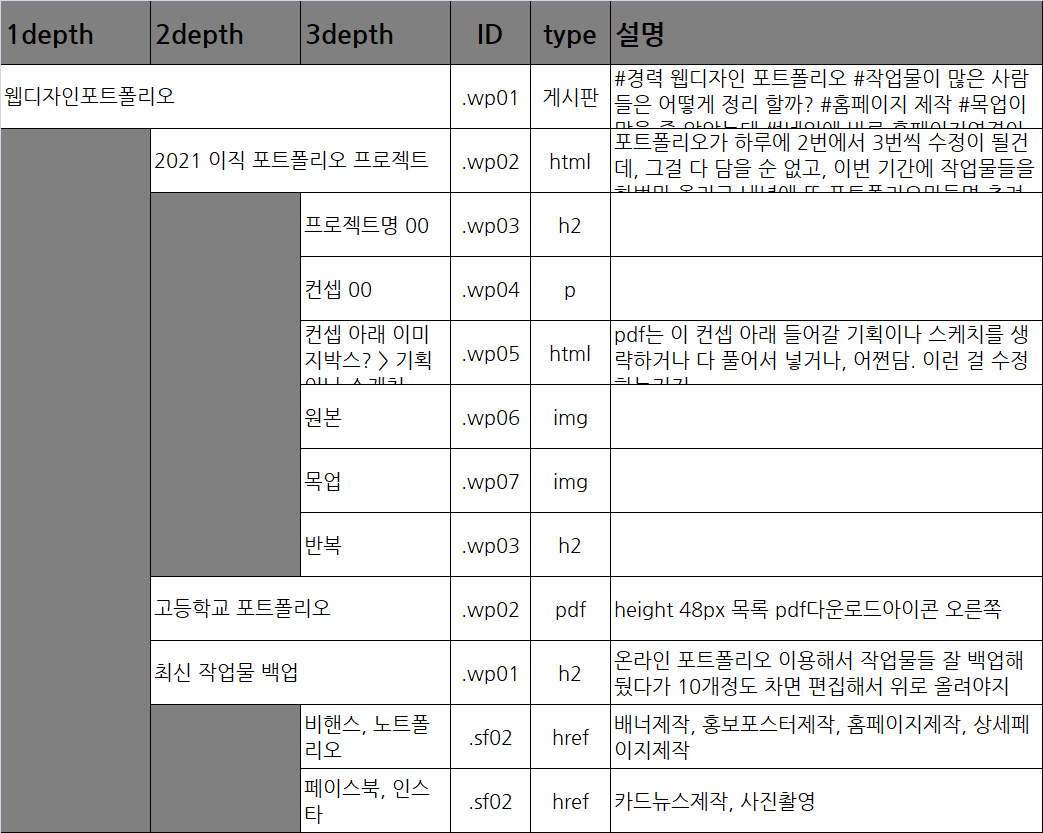 1depth 2depth 3depth ID type 설명
웹디자인포트폴리오 .wp01 게시판 #경력 웹디자인 포트폴리오 #작업물이 많은 사람
들은 어떻게 정리 할까? #홈페이지 제작 #목업이
2021 이직 포트폴리오 프로젝트 .wp02 html 포트폴리오가 하루에 2번에서 3번씩 수정이 될건
데, 그걸 다 담을 순 없고, 이번 기간에 작업물들을
프로젝트명 00 .wp03 h2
컨셉 00 .wp04 p
컨셉 아래 이미
지박스? > 기획
.wp05 html pdf는 이 컨셉 아래 들어갈 기획이나 스케치를 생
략하거나 다 풀어서 넣거나, 어쩐담. 이런 걸 수정
원본 .wp06 img
목업 .wp07 img
반복 .wp03 h2
고등학교 포트폴리오 .wp02 pdf height 48px 목록 pdf다운로드아이콘 오른쪽
최신 작업물 백업 .wp01 h2 온라인 포트폴리오 이용해서 작업물들 잘 백업해
뒀다가 10개정도 차면 편집해서 위로 올려야지
비핸스, 노트폴
리오
.sf02 href 배너제작, 홍보포스터제작, 홈페이지제작, 상세페
이지제작
페이스북, 인스
타
.sf02 href 카드뉴스제작, 사진촬영